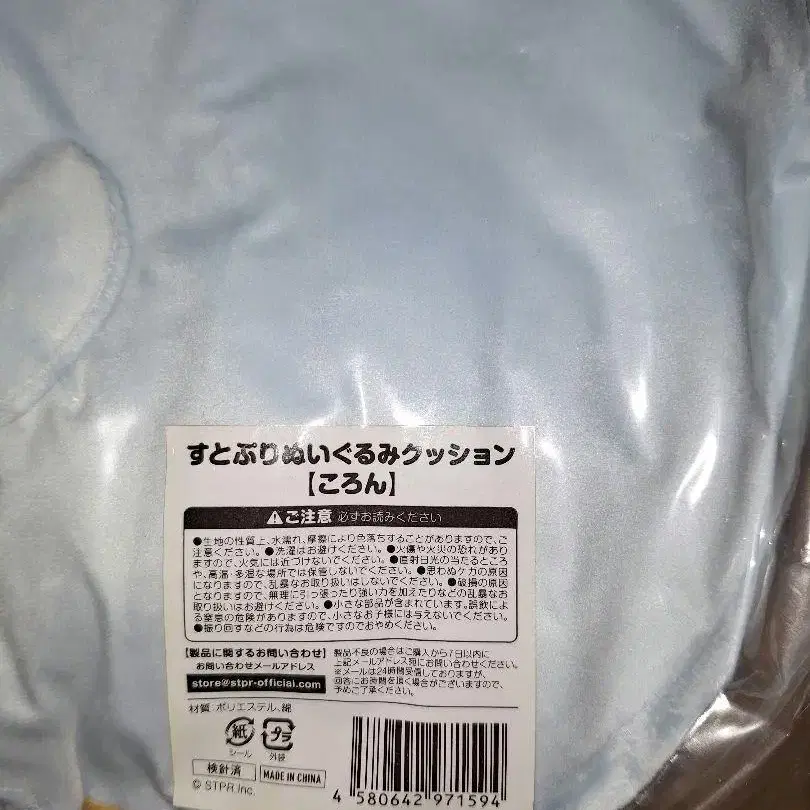 すとぷりぬいぐるみクッション
【ころん】
⚠ご注意 必ずお読みください
●生地の性質上、水濡れ、摩擦により色落ちすることがありますので、ご
注意ください。●洗濯はお避けください。●火傷や火災の恐れがあり
ますので、火気には近づけないでください。●直射日光の当たるところ
や、高温・多湿な場所では保管しないでください。●思わぬケガの原因
になりますので、乱暴なお取り扱いはしないでください。●破損の原因
となりますので、無理に引っ張ったり強い力を加えたりなどの乱暴なお
取り扱いはお避けください。●小さな部品が含まれています。誤飲によ
る窒息の危険がありますので、小さなお子様には与えないでください。
●振り回すなどの行為は危険ですのでおやめください。
【製品に関するお問い合わせ】
お問い合わせメールアドレス
store@stpr-official.com
製品不良の場合はご購入から7日以内に
上記メールアドレス宛にお問い合わせください。
※メールは24時間受信しておりますが、
回答にお時間を頂く場合がございますので、
予めご了承ください。
材質:ポリエステル、綿
紙
シール
プラ
外袋
検針済
MADE IN CHINA
© STPR Inc.
4 580642 971594